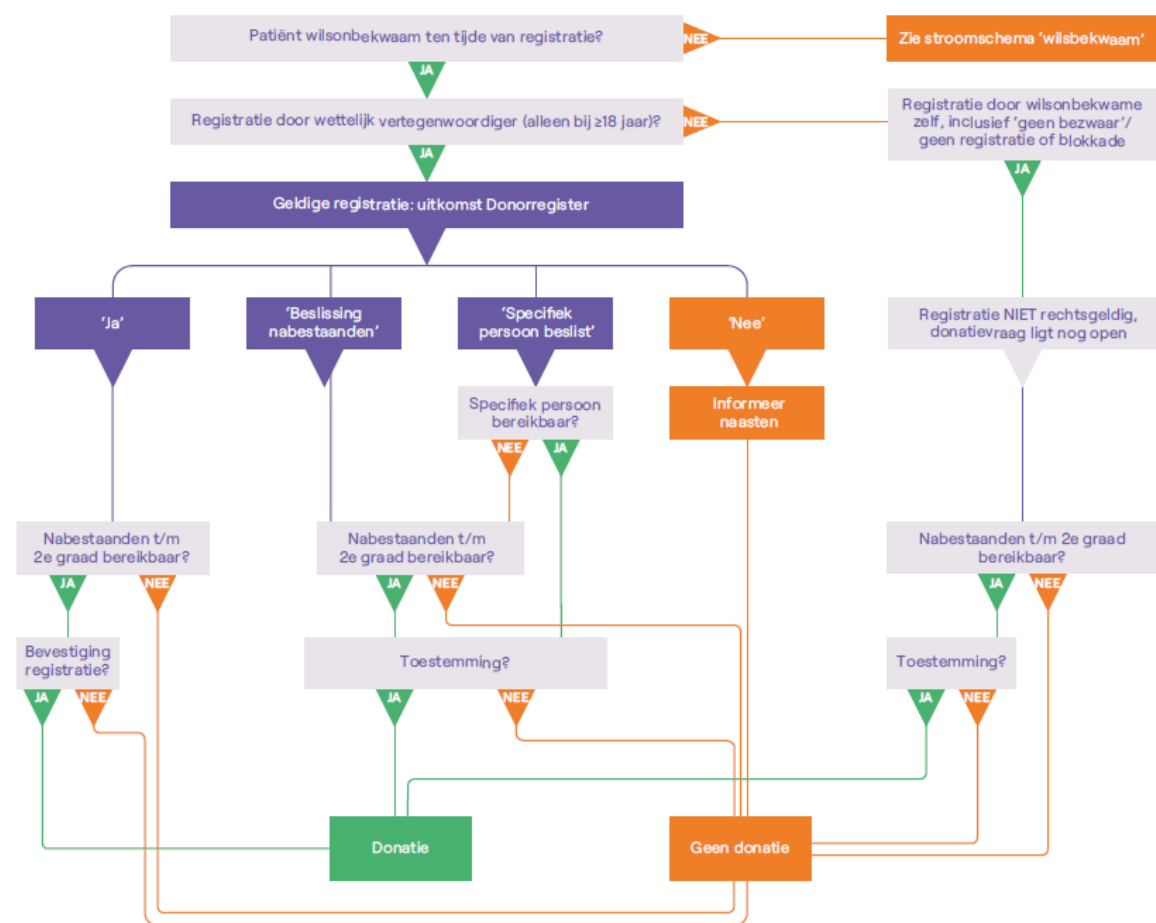 Patiënt wilsonbekwaam ten tijde van registratie?
NEE
Zie stroomschema 'wilsbekwaam'
JA
Registratie door wettelijk vertegenwoordiger (alleen bij ≥18 jaar)?
NEE
Registratie door wilsonbekwame
zelf, inclusief 'geen bezwaar'/
geen registratie of blokkade
JA
JA
Geldige registratie: uitkomst Donorregister
'Ja'
'Beslissing
nabestaanden'
'Specifiek
persoon beslist'
'Nee'
Registratie NIET rechtsgeldig,
donatievraag ligt nog open
Specifiek persoon
bereikbaar?
Informeer
naasten
NEE
JA
Nabestaanden t/m
2e graad bereikbaar?
Nabestaanden t/m
2e graad bereikbaar?
Nabestaanden t/m 2e graad
bereikbaar?
JA
NEE
JA
NEE
JA
NEE
Bevestiging
registratie?
Toestemming?
Toestemming?
JA
NEE
JA
NEE
JA
NEE
Donatie
Geen donatie